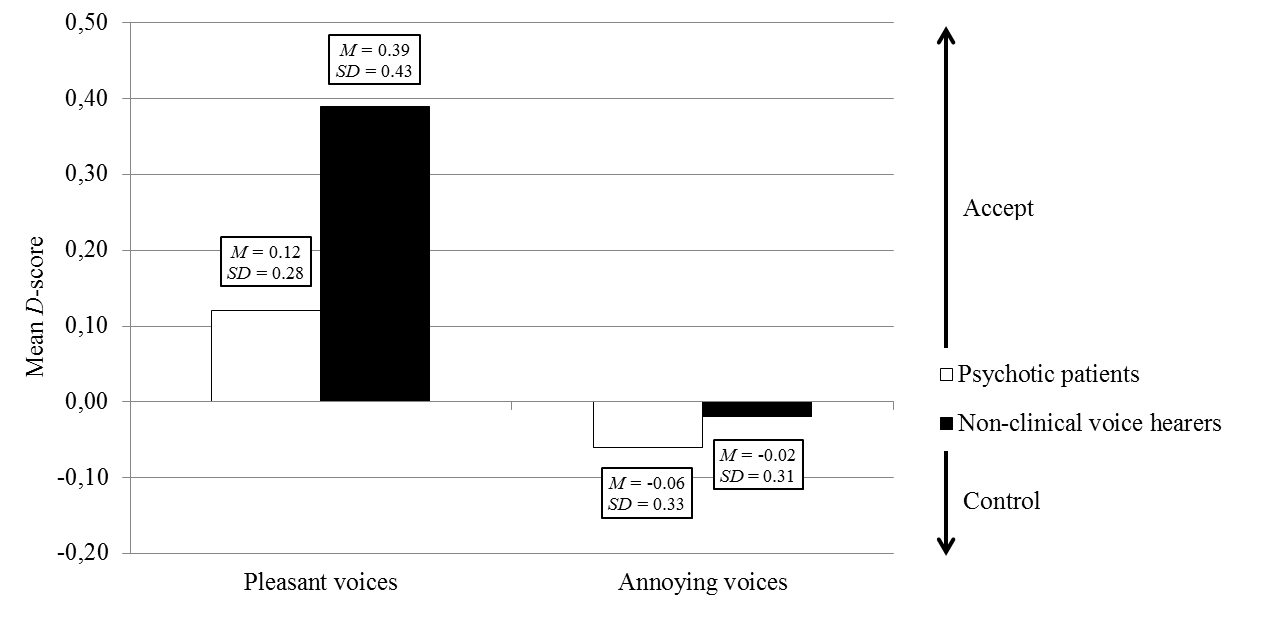 0,50
0,40
0,30
0,20
0,10
0,00
-0,10
-0,20
Mean D-score
M = 0.39
SD = 0.43
M = 0.12
SD = 0.28
M = -0.06
SD = 0.33
M = -0.02
SD = 0.31
Pleasant voices
Annoying voices
Accept
Psychotic patients
Non-clinical voice hearers
Control